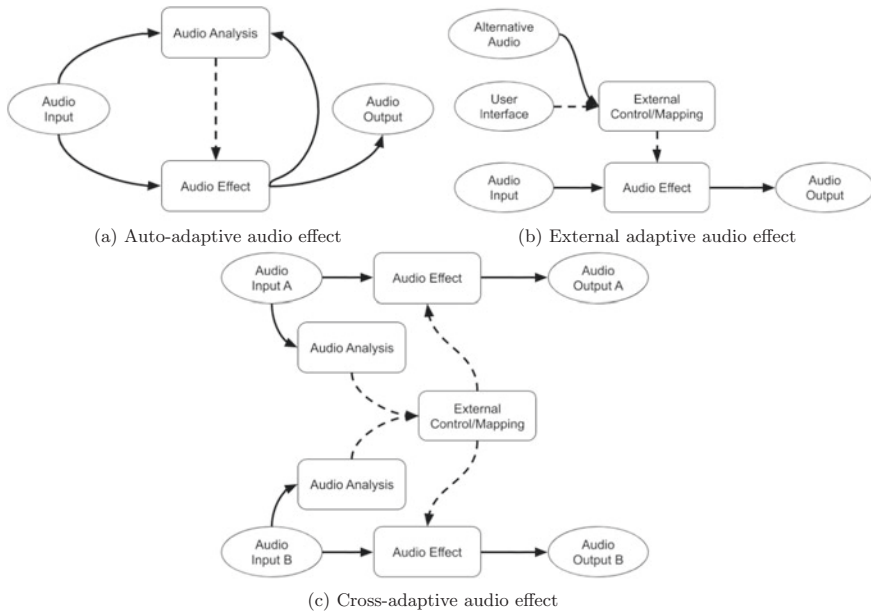 Audio Analysis
Audio
Input
Audio
Output
Audio Effect
(a) Auto-adaptive audio effect
Alternative
Audio
User
Interface
External
Control/Mapping
Audio
Input
Audio Effect
Audio
Output
(b) External adaptive audio effect
Audio
Input A
Audio Effect
Audio
Output A
Audio Analysis
External
Control/Mapping
Audio Analysis
Audio
Input B
Audio Effect
Audio
Output B
(c) Cross-adaptive audio effect